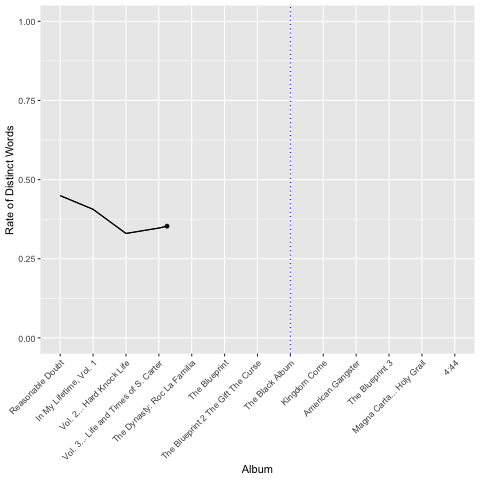 1.00
0.75
0.50
0.25
0.00
Rate of Distinct Words
Reasonable Doubt
In My Lifetime, Vol. 1
Vol. 2... Hard Knock Life
Vol. 3... Life and Times of S. Carter
The Dynasty: Roc La Familia
The Blueprint
The Blueprint 2 The Gift The Curse
The Black Album
Kingdom Come
American Gangster
The Blueprint 3
Magna Carta... Holy Grail
4:44
Album